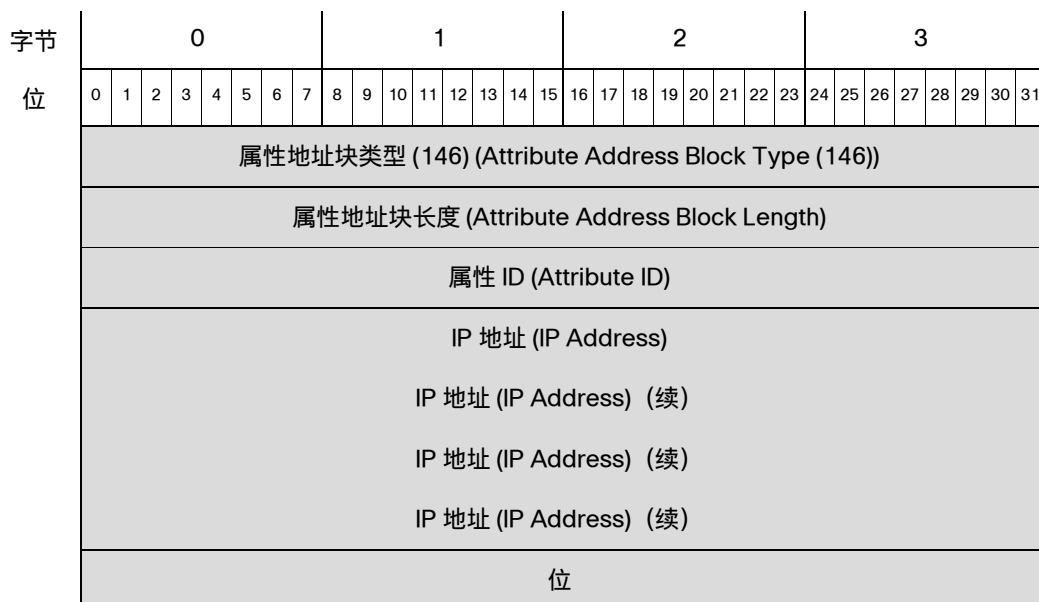 字节 0 1 2 3
位 0 1 2 3 4 5 6 7 8 9 10 11 12 13 14 15 16 17 18 19 20 21 22 23 24 25 26 27 28 29 30 31
属性地址块类型 (146) (Attribute Address Block Type (146))
属性地址块长度 (Attribute Address Block Length)
属性 ID (Attribute ID)
IP 地址 (IP Address)
IP 地址 (IP Address)（续）
IP 地址 (IP Address)（续）
IP 地址 (IP Address)（续）
位